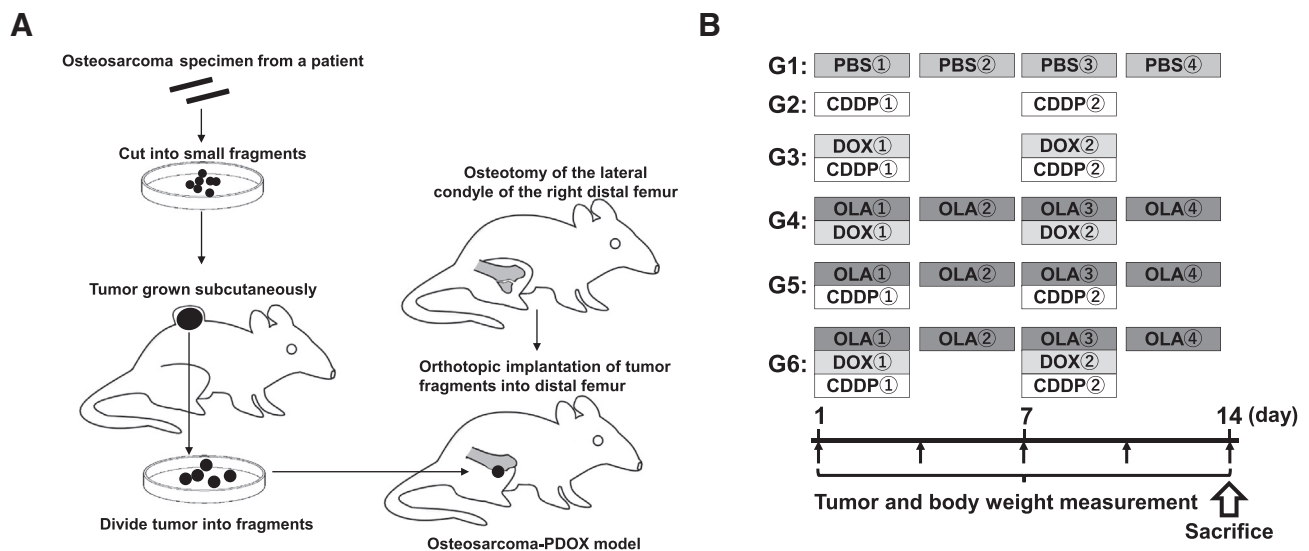 A
Osteosarcoma specimen from a patient
Cut into small fragments
Tumor grown subcutaneously
Divide tumor into fragments
Osteotomy of the lateral
condyle of the right distal femur
Orthotopic implantation of tumor
fragments into distal femur
Osteosarcoma-PDOX model
B
G1: PBS① PBS② PBS③ PBS④
G2: CDDP① CDDP②
G3: DOX① DOX②
CDDP① CDDP②
G4: OLA① OLA② OLA③ OLA④
DOX① DOX②
G5: OLA① OLA② OLA③ OLA④
CDDP① CDDP②
G6: OLA① OLA② OLA③ OLA④
DOX① DOX②
CDDP① CDDP②
1 7 14 (day)
Tumor and body weight measurement
Sacrifice